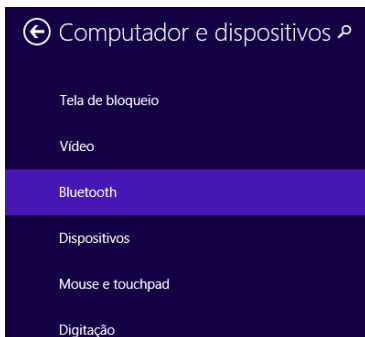 Computador e dispositivos
Tela de bloqueio
Vídeo
Bluetooth
Dispositivos
Mouse e touchpad
Digitação